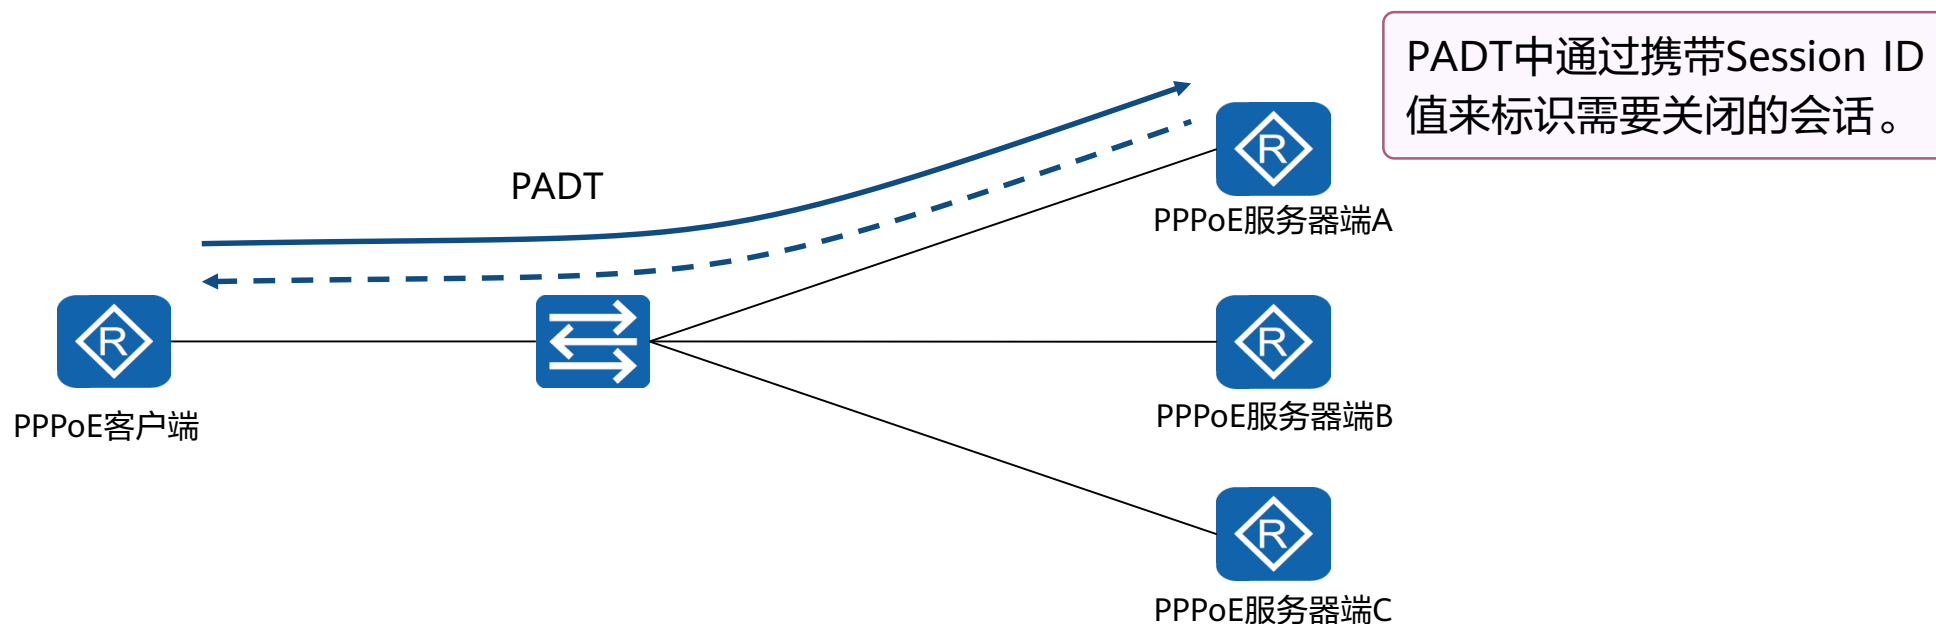 PADT中通过携带Session ID
值来标识需要关闭的会话。
PADT
R
PPPoE服务器端A
R
PPPoE客户端
R
PPPoE服务器端B
R
PPPoE服务器端C